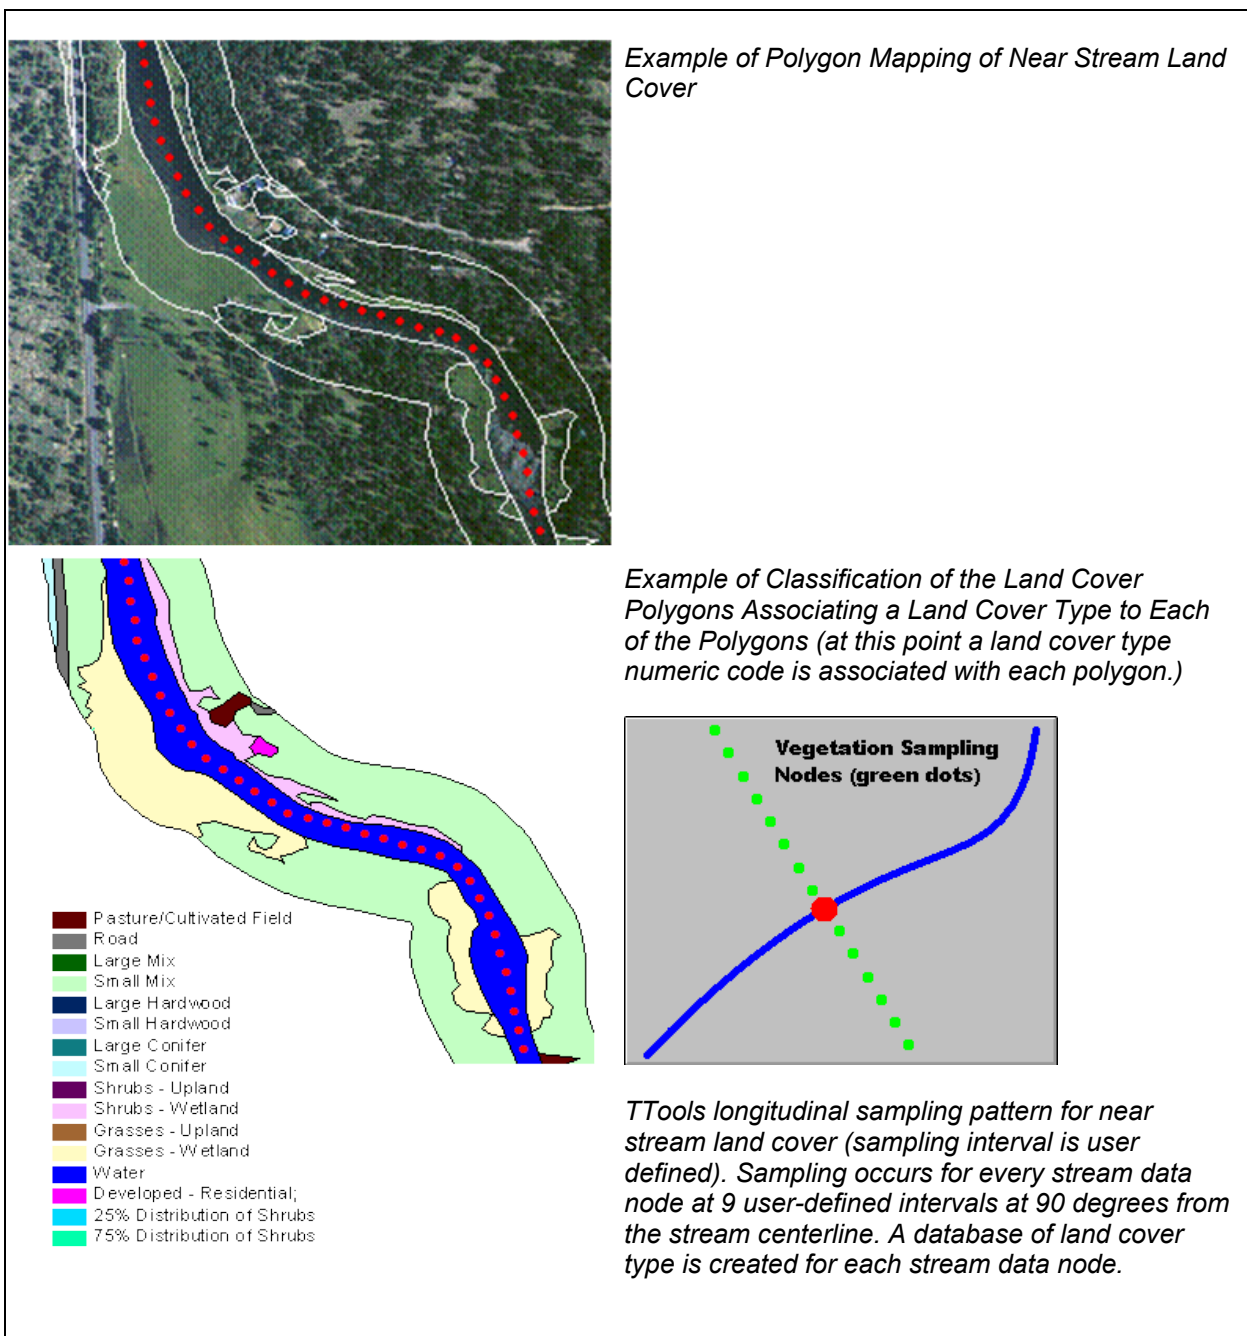 Example of Polygon Mapping of Near Stream Land
Cover
Example of Classification of the Land Cover
Polygons Associating a Land Cover Type to Each
of the Polygons (at this point a land cover type
numeric code is associated with each polygon.)
Pasture/Cultivated Field
Road
Large Mix
Small Mix
Large Hardwood
Small Hardwood
Large Conifer
Small Conifer
Shrubs - Upland
Shrubs - Wetland
Grasses - Upland
Grasses - Wetland
Water
Developed - Residential;
25% Distribution of Shrubs
75% Distribution of Shrubs
Vegetation Sampling
Nodes (green dots)
TTools longitudinal sampling pattern for near
stream land cover (sampling interval is user
defined). Sampling occurs for every stream data
node at 9 user-defined intervals at 90 degrees from
the stream centerline. A database of land cover
type is created for each stream data node.